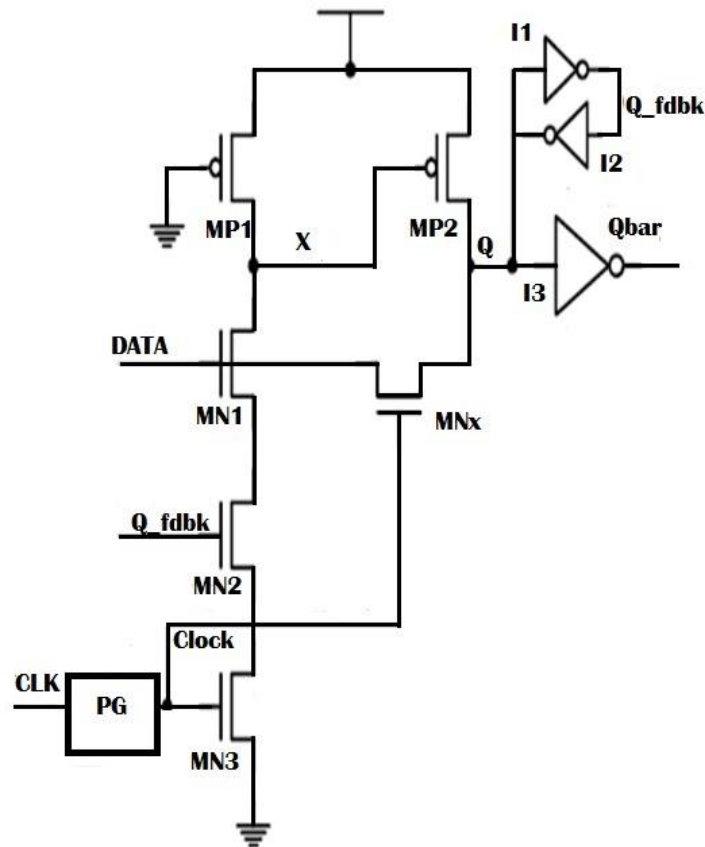 I1
Q_fdbk
I2
MP1
X
MP2
Q
Qbar
I3
DATA
MN1
MNx
Q_fdbk
MN2
Clock
CLK
PG
MN3